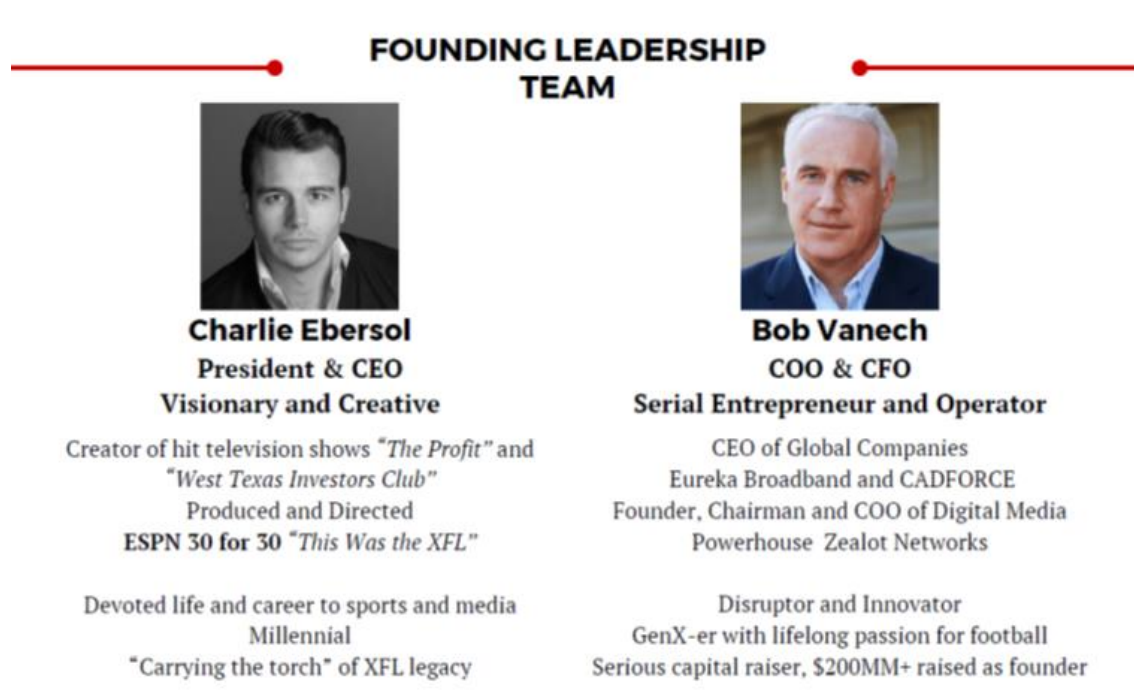 FOUNDING LEADERSHIP
TEAM
Charlie Ebersol
President & CEO
Visionary and Creative
Creator of hit television shows “The Profit” and
“West Texas Investors Club”
Produced and Directed
ESPN 30 for 30 “This Was the XFL”
Devoted life and career to sports and media
Millennial
“Carrying the torch” of XFL legacy
Bob Vanech
COO & CFO
Serial Entrepreneur and Operator
CEO of Global Companies
Eureka Broadband and CADFORCE
Founder, Chairman and COO of Digital Media
Powerhouse Zealot Networks
Disruptor and Innovator
GenX-er with lifelong passion for football
Serious capital raiser, $200MM+ raised as founder